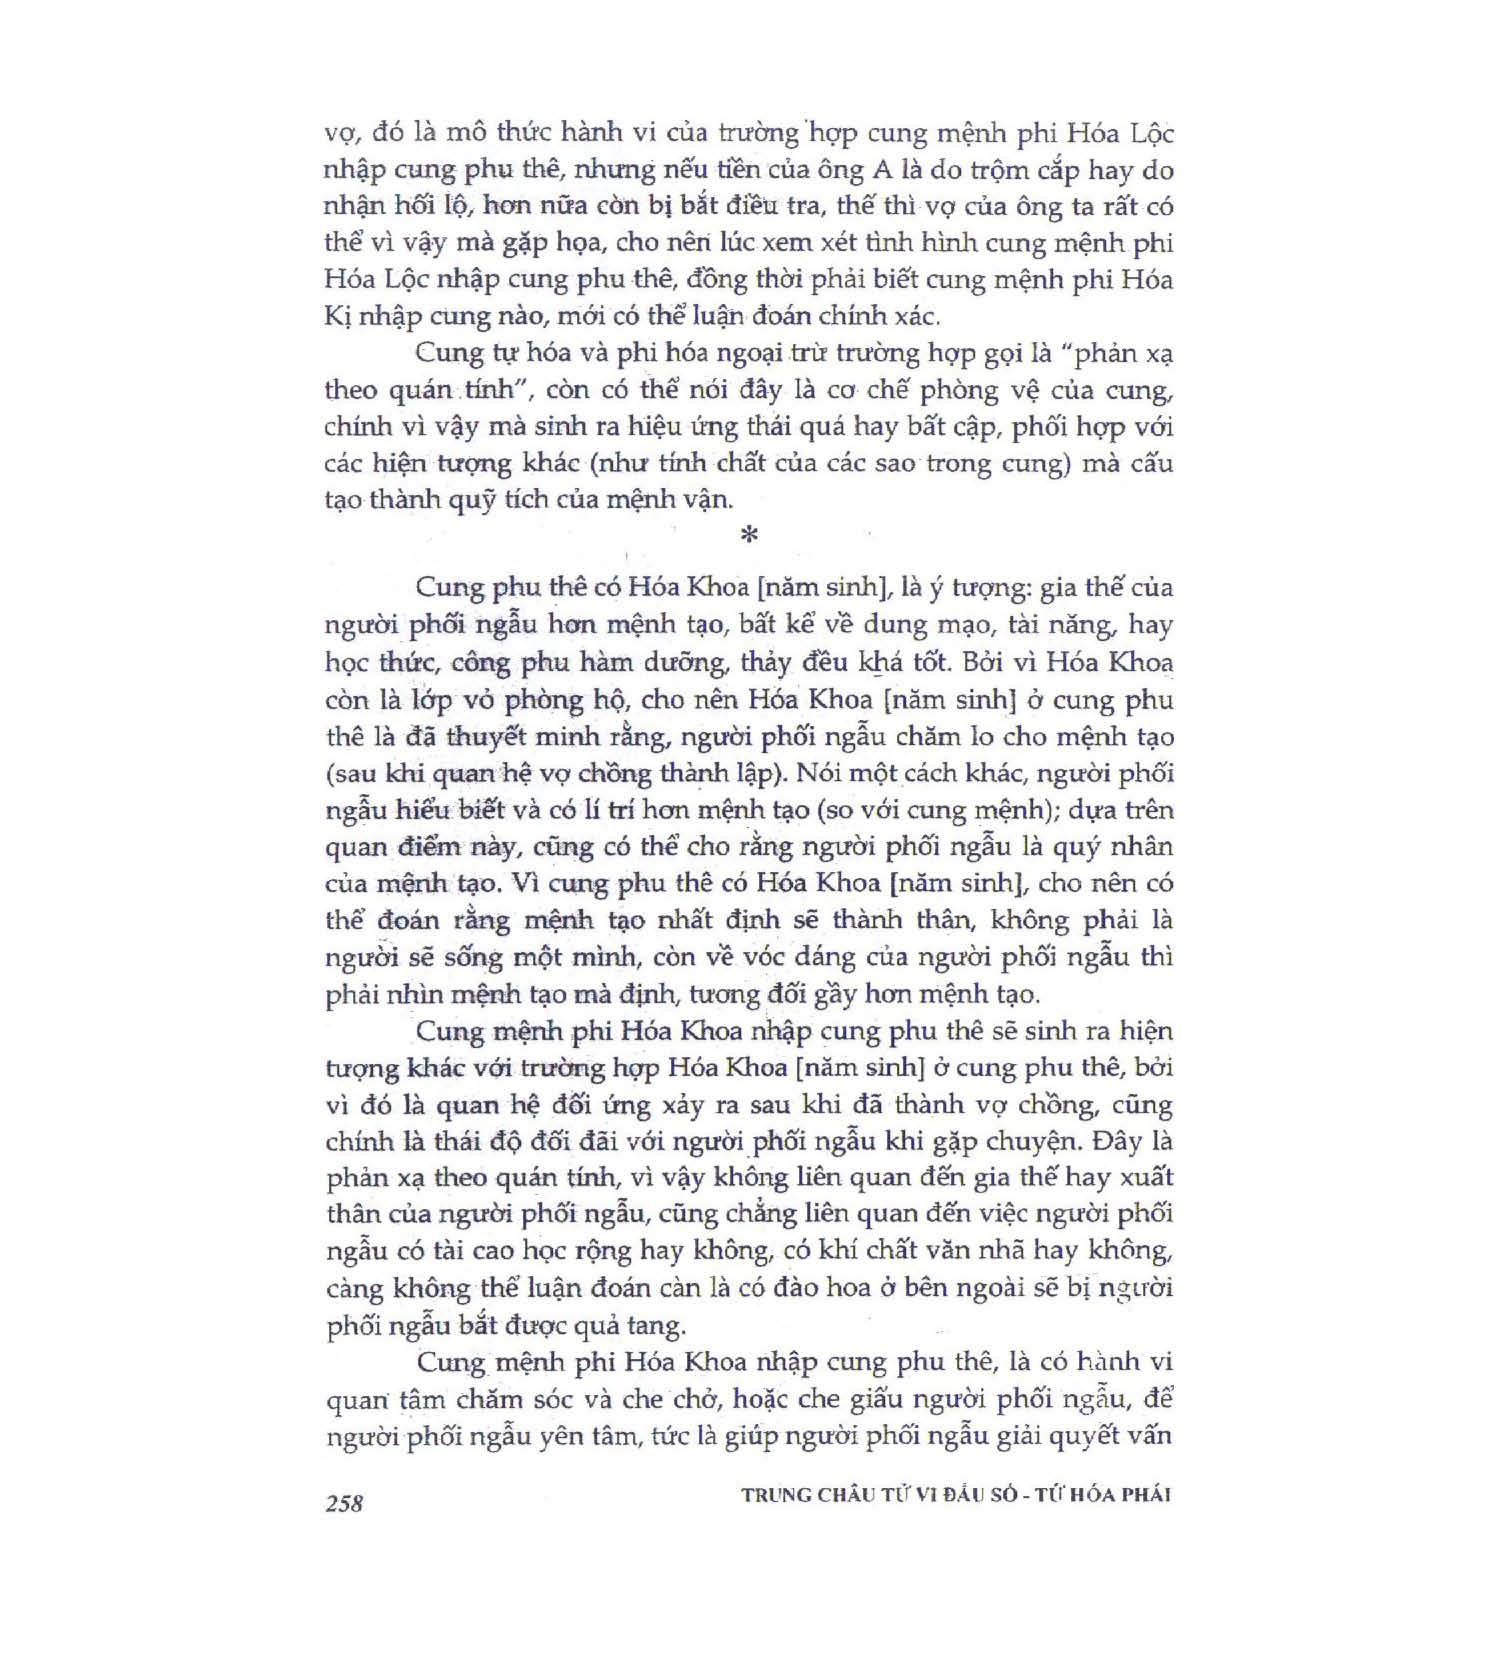 vợ, đó là mô thức hành vi của trường hợp cung mệnh phi Hóa Lộc
nhập cung phu thê, nhưng nếu tiền của ông A là do trộm cắp hay do
nhận hối lộ, hơn nữa còn bị bắt điều tra, thế thì vợ của ông ta rất có
thể vì vậy mà gặp họa, cho nên lúc xem xét tình hình cung mệnh phi
Hóa Lộc nhập cung phu thê, đồng thời phải biết cung mệnh phi Hóa
Kị nhập cung nào, mới có thể luận đoán chính xác.
Cung tự hóa và phi hóa ngoại trừ trường hợp gọi là "phản xạ
theo quán tính", còn có thể nói đây là cơ chế phòng vệ của cung,
chính vì vậy mà sinh ra hiệu ứng thái quá hay bất cập, phối hợp với
các hiện tượng khác (như tính chất của các sao trong cung) mà cấu
tạo thành quỹ tích của mệnh vận.
*
Cung phu thê có Hóa Khoa [năm sinh], là ý tượng: gia thế của
người phối ngẫu hơn mệnh tạo, bất kể về dung mạo, tài năng, hay
học thức, công phu hàm dưỡng, thảy đều khá tốt. Bởi vì Hóa Khoa
còn là lớp vỏ phòng hộ, cho nên Hóa Khoa [năm sinh] ở cung phu
thê là đã thuyết minh rằng, người phối ngẫu chăm lo cho mệnh tạo
(sau khi quan hệ vợ chồng thành lập). Nói một cách khác, người phối
ngẫu hiểu biết và có lí trí hơn mệnh tạo (so với cung mệnh); dựa trên
quan điểm này, cũng có thể cho rằng người phối ngẫu là quý nhân
của mệnh tạo. Vì cung phu thê có Hóa Khoa [năm sinh], cho nên có
thể đoán rằng mệnh tạo nhất định sẽ thành thân, không phải là
người sẽ sống một mình, còn về vóc dáng của người phối ngẫu thì
phải nhìn mệnh tạo mà định, tương đối gầy hơn mệnh tạo.
Cung mệnh phi Hóa Khoa nhập cung phu thê sẽ sinh ra hiện
tượng khác với trường hợp Hóa Khoa [năm sinh] ở cung phu thê, bởi
vì đó là quan hệ đối ứng xảy ra sau khi đã thành vợ chồng, cũng
chính là thái độ đối đãi với người phối ngẫu khi gặp chuyện. Đây là
phản xạ theo quán tính, vì vậy không liên quan đến gia thế hay xuất
thân của người phối ngẫu, cũng chẳng liên quan đến việc người phối
ngẫu có tài cao học rộng hay không, có khí chất văn nhã hay không,
càng không thể luận đoán càn là có đào hoa ở bên ngoài sẽ bị người
phối ngẫu bắt được quả tang.
Cung mệnh phi Hóa Khoa nhập cung phu thê, là có hành vi
quan tâm chăm sóc và che chở, hoặc che giấu người phối ngẫu, để
người phối ngẫu yên tâm, tức là giúp người phối ngẫu giải quyết vấn
258
TRUNG CHÂU TỬ VI ĐẨU SỐ - TỨ HÓA PHÁI